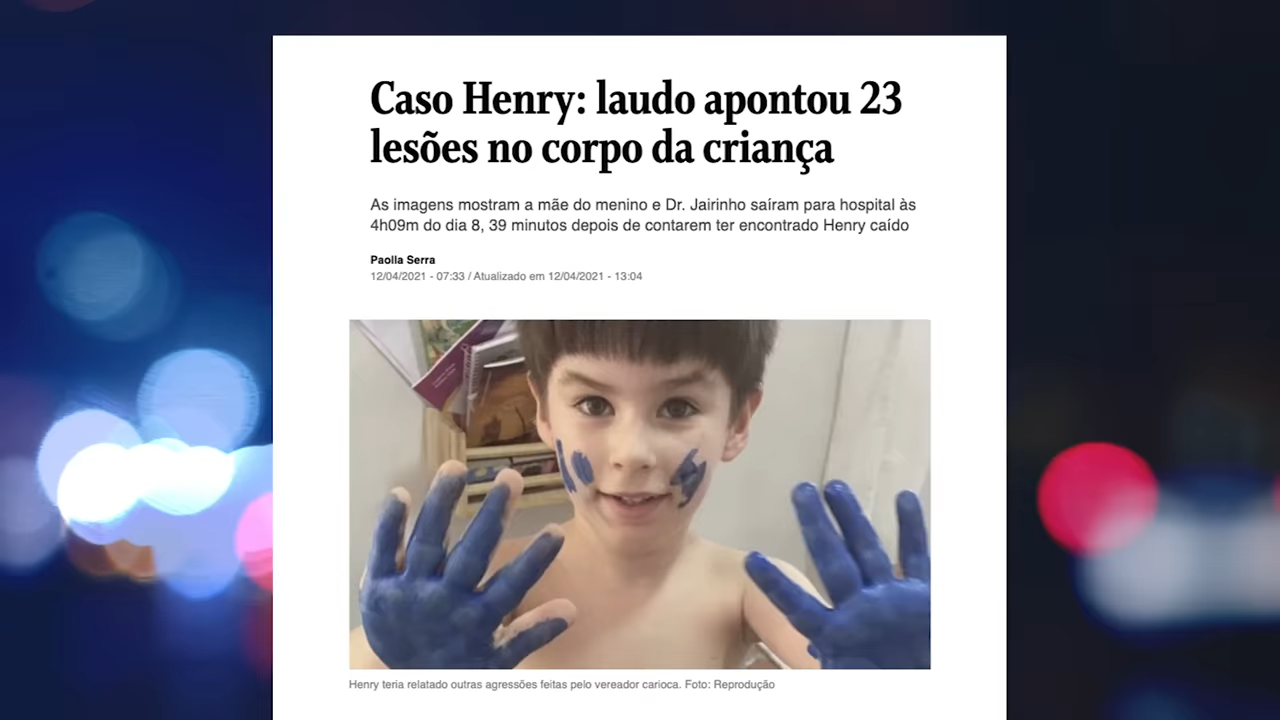 Caso Henry: laudo apontou 23
lesões no corpo da criança
As imagens mostram a mãe do menino e Dr. Jairinho saíram para hospital às
4h09m do dia 8, 39 minutos depois de contarem ter encontrado Henry caído
Paolla Serra
12/04/2021 - 07:33 / Atualizado em 12/04/2021 - 13:04
Henry teria relatado outras agressões feitas pelo vereador carioca. Foto: Reprodução